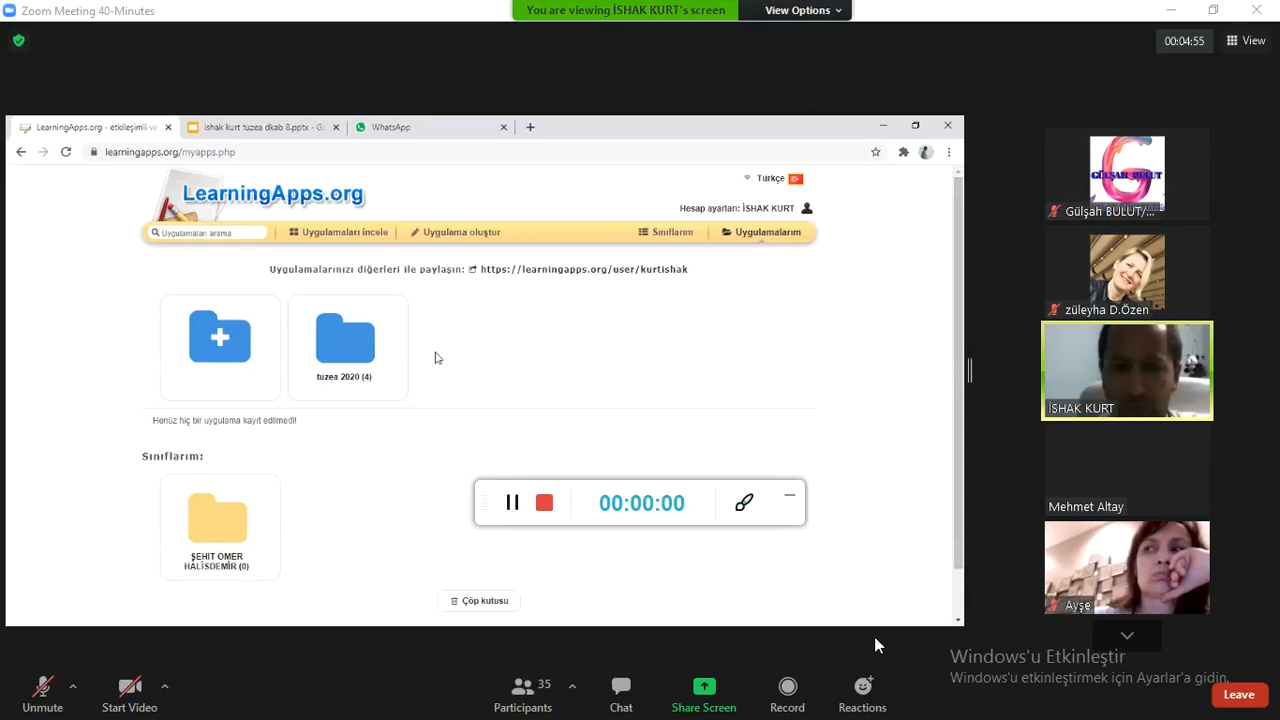 Zoom Meeting 40-Minutes
You are viewing İSHAK KURT's screen
View Options
00:04:55
View
LearningApps.org - etkileşimli ve
ishak kurt tuzea dkab 8.pptx - Go
WhatsApp
learningapps.org/myapps.php
LearningApps.org
Türkçe
Hesap ayarları: İSHAK KURT
Uygulamaları arama
Uygulamaları incele
Uygulama oluştur
Sınıflarım
Uygulamalarım
Uygulamalarınızı diğerleri ile paylaşın: https://learningapps.org/user/kurtishak
tuzea 2020 (4)
Henüz hiç bir uygulama kayıt edilmedi!
Sınıflarım:
ŞEHİT ÖMER
HALİSDEMİR (0)
00:00:00
Çöp kutusu
GÜLŞAH BULUT
Gülşah BULUT/...
züleyha D.Özen
İSHAK KURT
Mehmet Altay
Ayşe
Windows'u Etkinleştir
Windows'u etkinleştirmek için Ayarlar'a gidin.
Unmute
Start Video
35
Participants
Chat
Share Screen
Record
Reactions
Leave